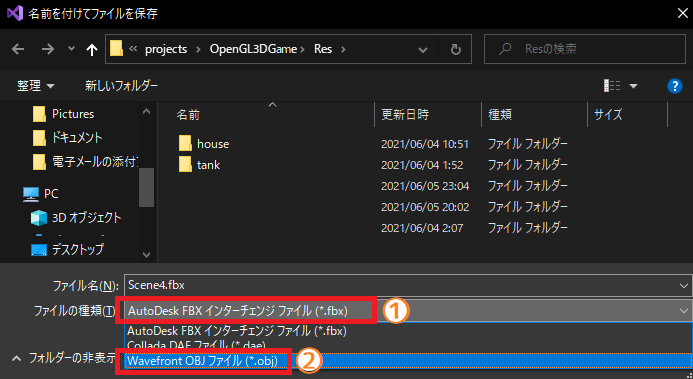 名前を付けてファイルを保存
« projects > OpenGL3DGame > Res
Resの検索
整理 新しいフォルダー
Pictures
ドキュメント
電子メールの添付
PC
3D オブジェクト
デスクトップ
名前 更新日時 種類 サイズ
house 2021/06/04 10:51 ファイル フォルダー
tank 2021/06/04 1:52 ファイル フォルダー
2021/06/05 23:04 ファイル フォルダー
2021/06/05 20:02 ファイル フォルダー
2021/06/04 2:07 ファイル フォルダー
ファイル名(N): Scene4.fbx
ファイルの種類(T) AutoDesk FBX インターチェンジ ファイル (*.fbx) 1
AutoDesk FBX インターチェンジ ファイル (*.fbx)
Collada DAE ファイル (*.dae)
Wavefront OBJ ファイル (*.obj) 2
フォルダーの非表示